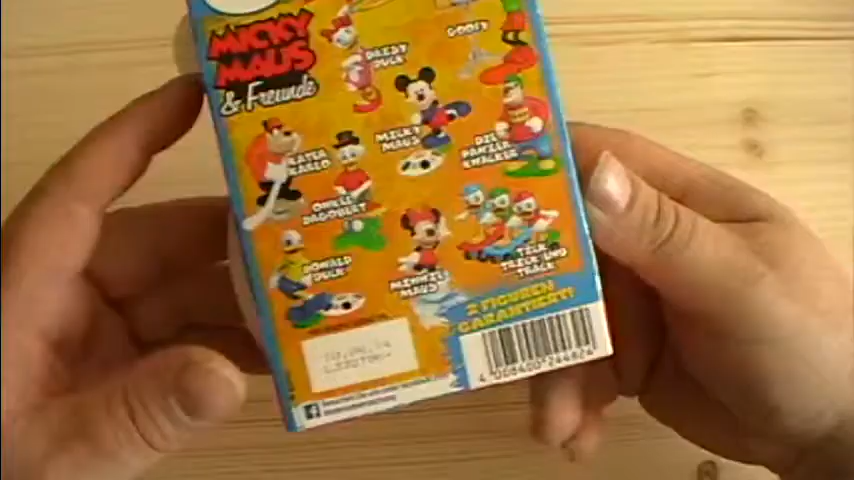 MICKY
MAUS
& Freunde
DAISY
DUCK
GOOFY
MICKY
MAUS
DIE
PANZER
KNACKER
KATER
KARLO
ONKEL
DAGOBERT
DONALD
DUCK
MINNIE
MAUS
TICK
TRICK UND
TRACK
2 FIGUREN
GARANTIERT!